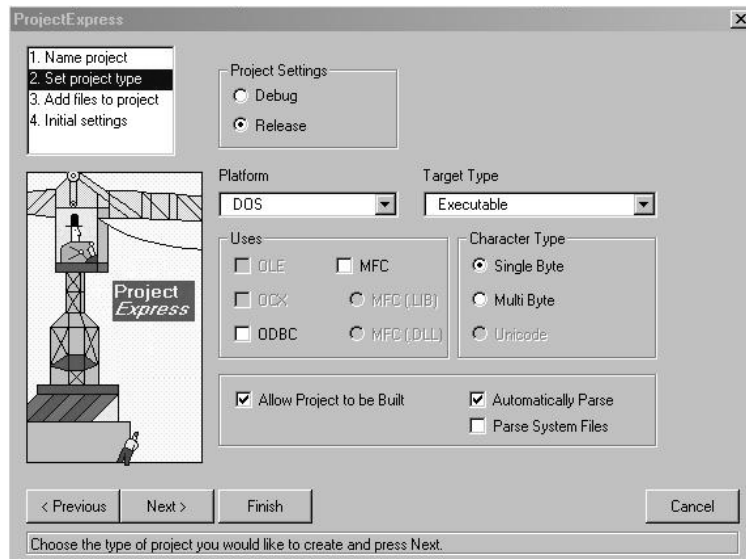 ProjectExpress
1. Name project
2. Set project type
3. Add files to project
4. Initial settings
Project Settings
Debug
Release
Platform
Target Type
DOS
Executable
Uses
Character Type
OLE
MFC
Single Byte
OCX
MFC (.LIB)
Multi Byte
ODBC
MFC (.DLL)
Unicode
Project
Express
Allow Project to be Built
Automatically Parse
Parse System Files
< Previous
Next >
Finish
Cancel
Choose the type of project you would like to create and press Next.